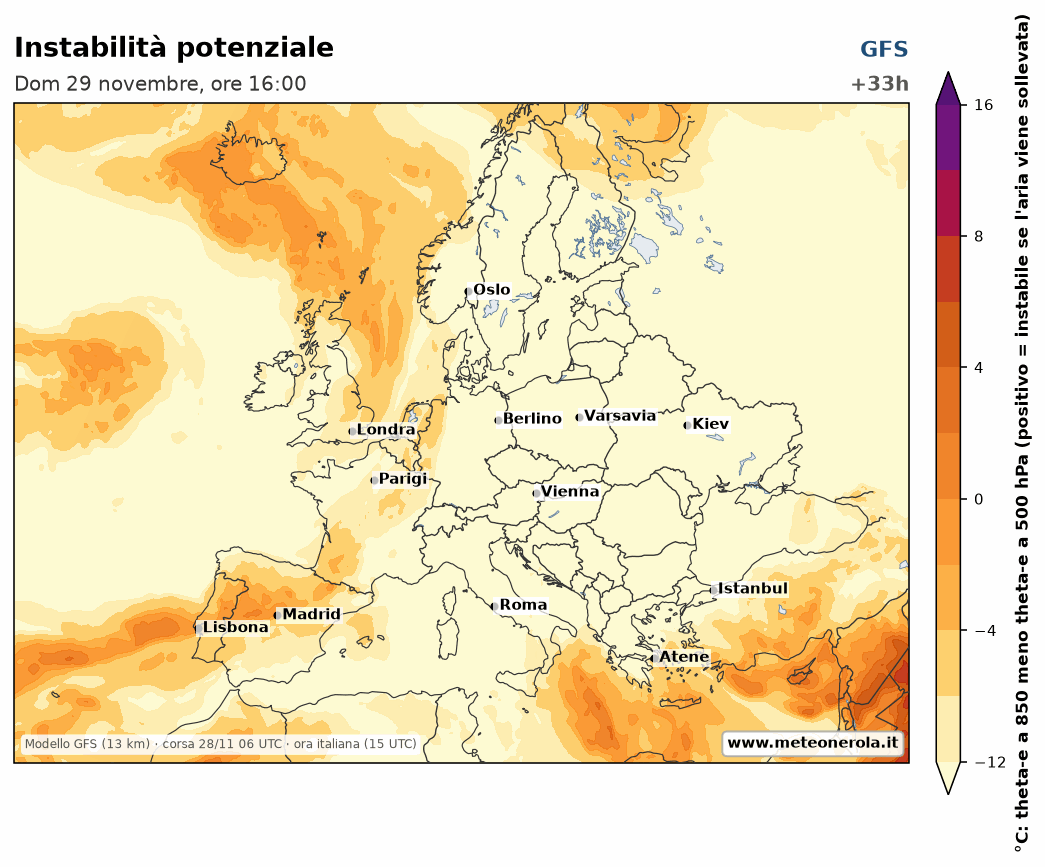 Instabilità potenziale
GFS
Dom 29 novembre, ore 16:00
+33h
Oslo
Berlino
Varsavia
Kiev
Londra
Parigi
Vienna
Istanbul
Roma
Madrid
Lisbona
Atene
Modello GFS (13 km) · corsa 28/11 06 UTC · ora italiana (15 UTC)
www.meteonerola.it
16
8
4
0
−4
−12
°C: theta-e a 850 meno theta-e a 500 hPa (positivo = instabile se l'aria viene sollevata)